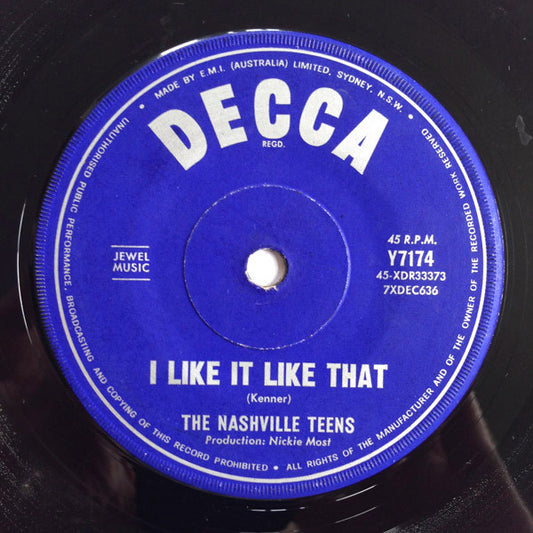 • MADE BY E.M.I. (AUSTRALIA) LIMITED, SYDNEY, N.S.W. •
DECCA
REGD.
JEWEL
MUSIC
45 R.P.M.
Y7174
45-XDR33373
7XDEC636
I LIKE IT LIKE THAT
(Kenner)
THE NASHVILLE TEENS
Production: Nickie Most
UNAUTHORISED PUBLIC PERFORMANCE, BROADCASTING AND COPYING OF THIS RECORD PROHIBITED • ALL RIGHTS OF THE MANUFACTURER AND OF THE OWNER OF THE RECORDED WORK RESERVED